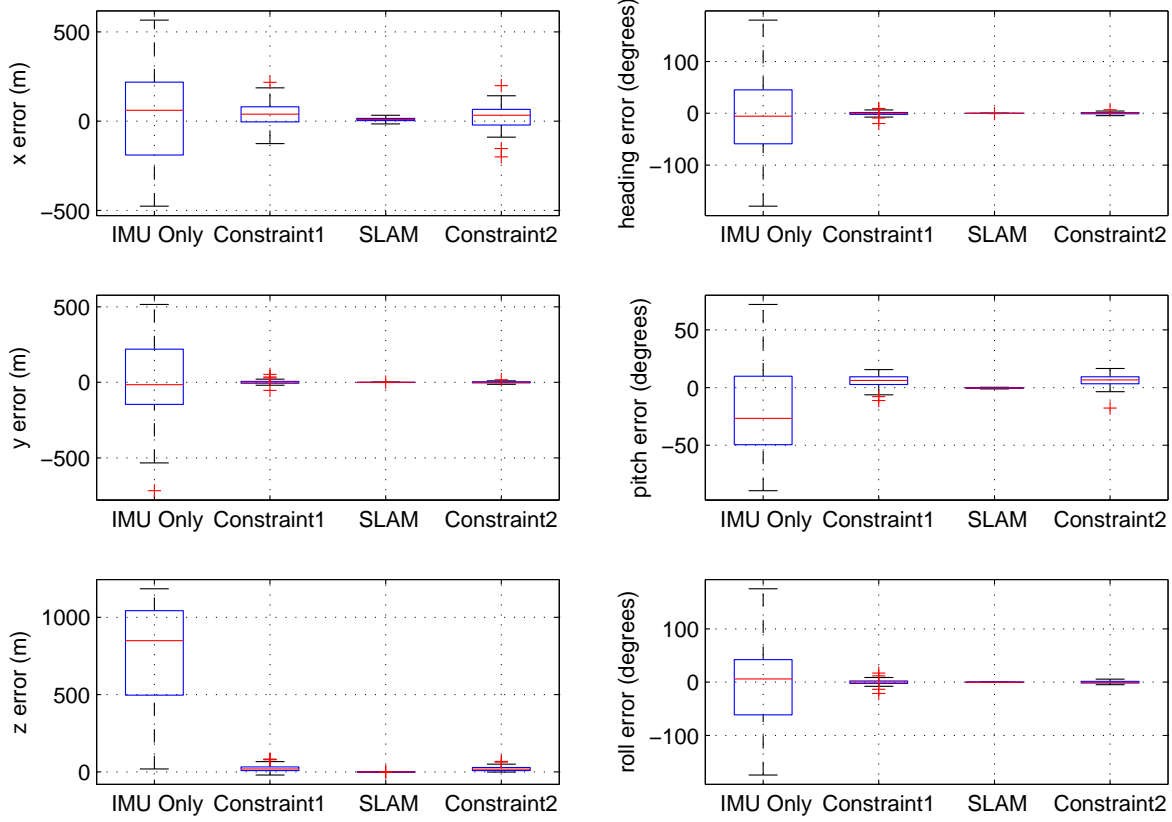 x error (m)
500
0
−500
IMU Only Constraint1 SLAM Constraint2
heading error (degrees)
100
0
−100
IMU Only Constraint1 SLAM Constraint2
y error (m)
500
0
−500
IMU Only Constraint1 SLAM Constraint2
pitch error (degrees)
50
0
−50
IMU Only Constraint1 SLAM Constraint2
z error (m)
1000
500
0
IMU Only Constraint1 SLAM Constraint2
roll error (degrees)
100
0
−100
IMU Only Constraint1 SLAM Constraint2